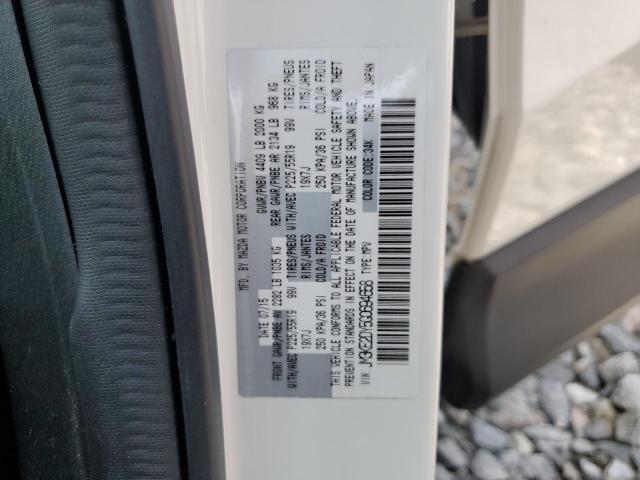 MFD. BY MAZDA MOTOR CORPORATION
DATE: 07/15 GVWR/PNBV 4409 LB 2000 KG
FRONT GAWR/PNBE AV 2282 LB 1035 KG REAR GAWR/PNBE AR 2134 LB 968 KG
WITH/AVEC P225/55R19 99V TIRES/PNEUS WITH/AVEC P225/55R19 99V TIRES/PNEUS
19X7J RIMS/JANTES 19X7J RIMS/JANTES
250 KPA/36 PSI COLD/A FROID 250 KPA/36 PSI COLD/A FROID
THIS VEHICLE CONFORMS TO ALL APPLICABLE FEDERAL MOTOR VEHICLE SAFETY AND THEFT
PREVENTION STANDARDS IN EFFECT ON THE DATE OF MANUFACTURE SHOWN ABOVE.
COLOR CODE:34K MADE IN JAPAN
VIN: JM3KE2DY5G0694558 TYPE:MPV